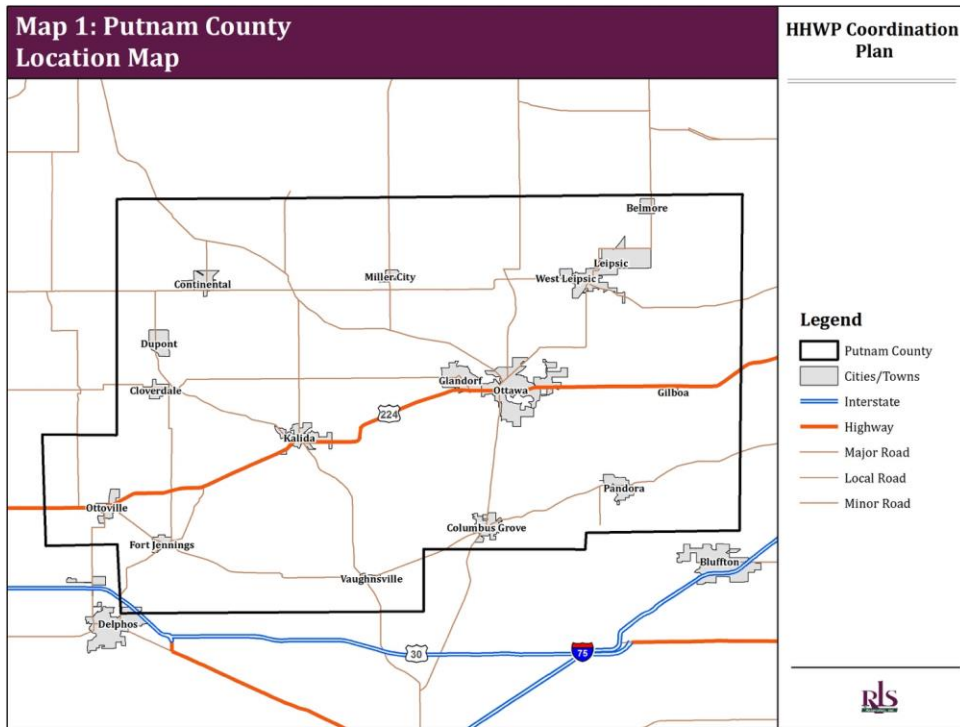 Map 1: Putnam County
Location Map
HHWP Coordination
Plan
Belmore
Leipsic
West Leipsic
Miller City
Continental
Dupont
Cloverdale
Glandorf
Ottawa
Gilboa
224
Kalida
Pandora
Ottoville
Columbus Grove
Fort Jennings
Vaughnsville
Bluffton
Delphos
30
75
Legend
Putnam County
Cities/Towns
Interstate
Highway
Major Road
Local Road
Minor Road
RLS